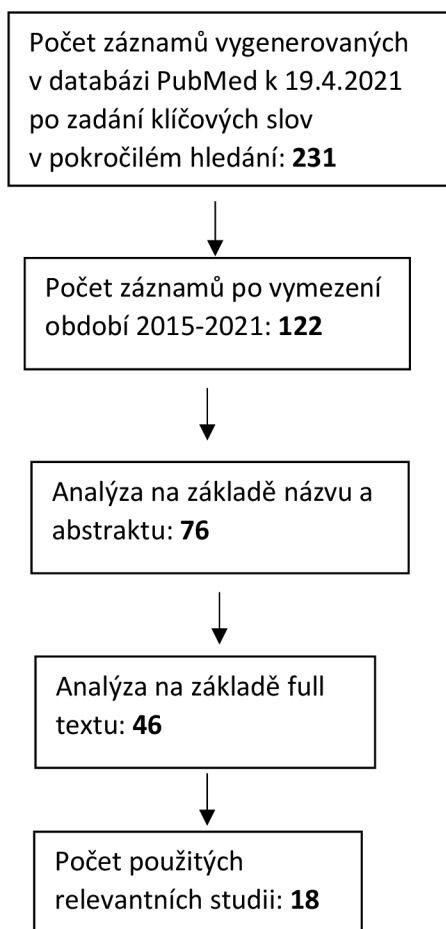 Počet záznamů vygenerovaných
v databázi PubMed k 19.4.2021
po zadání klíčových slov
v pokročilém hledání: 231
Počet záznamů po vymezení
období 2015-2021: 122
Analýza na základě názvu a
abstraktu: 76
Analýza na základě full
textu: 46
Počet použitých
relevantních studii: 18